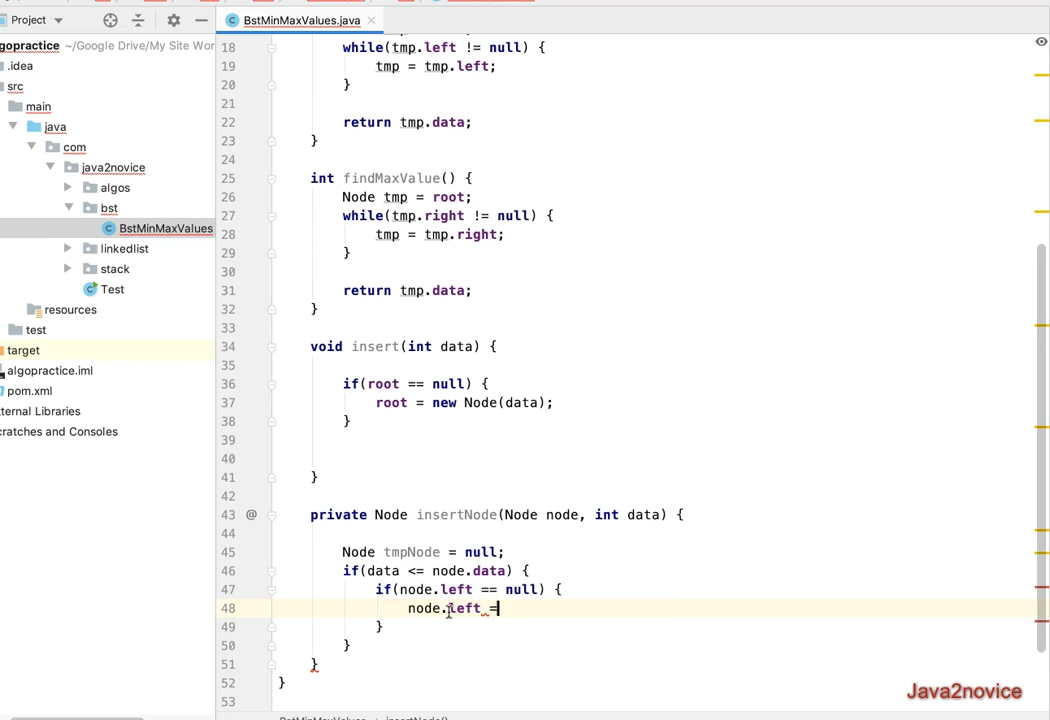 Project
BstMinMaxValues.java
gopractice ~/Google Drive/My Site Wor
.idea
src
main
java
com
java2novice
algos
bst
BstMinMaxValues
linkedlist
stack
Test
resources
test
target
algopractice.iml
pom.xml
ternal Libraries
cratches and Consoles
18 while(tmp.left != null) {
19 tmp = tmp.left;
20 }
21
22 return tmp.data;
23 }
24
25 int findMaxValue() {
26 Node tmp = root;
27 while(tmp.right != null) {
28 tmp = tmp.right;
29 }
30
31 return tmp.data;
32 }
33
34 void insert(int data) {
35
36 if(root == null) {
37 root = new Node(data);
38 }
39
40
41 }
42
43 @ private Node insertNode(Node node, int data) {
44
45 Node tmpNode = null;
46 if(data <= node.data) {
47 if(node.left == null) {
48 node.left =
49 }
50 }
51 }
52 }
53
Java2novice
BstMinMaxValues > insertNode()